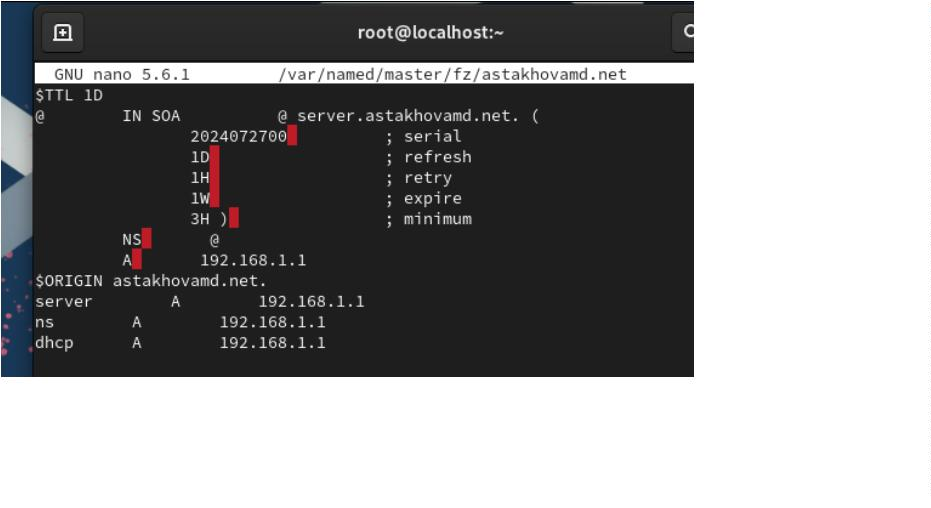 root@localhost:~
GNU nano 5.6.1 /var/named/master/fz/astakhovamd.net
$TTL 1D
@ IN SOA @ server.astakhovamd.net. (
2024072700 ; serial
1D ; refresh
1H ; retry
1W ; expire
3H ) ; minimum
NS @
A 192.168.1.1
$ORIGIN astakhovamd.net.
server A 192.168.1.1
ns A 192.168.1.1
dhcp A 192.168.1.1